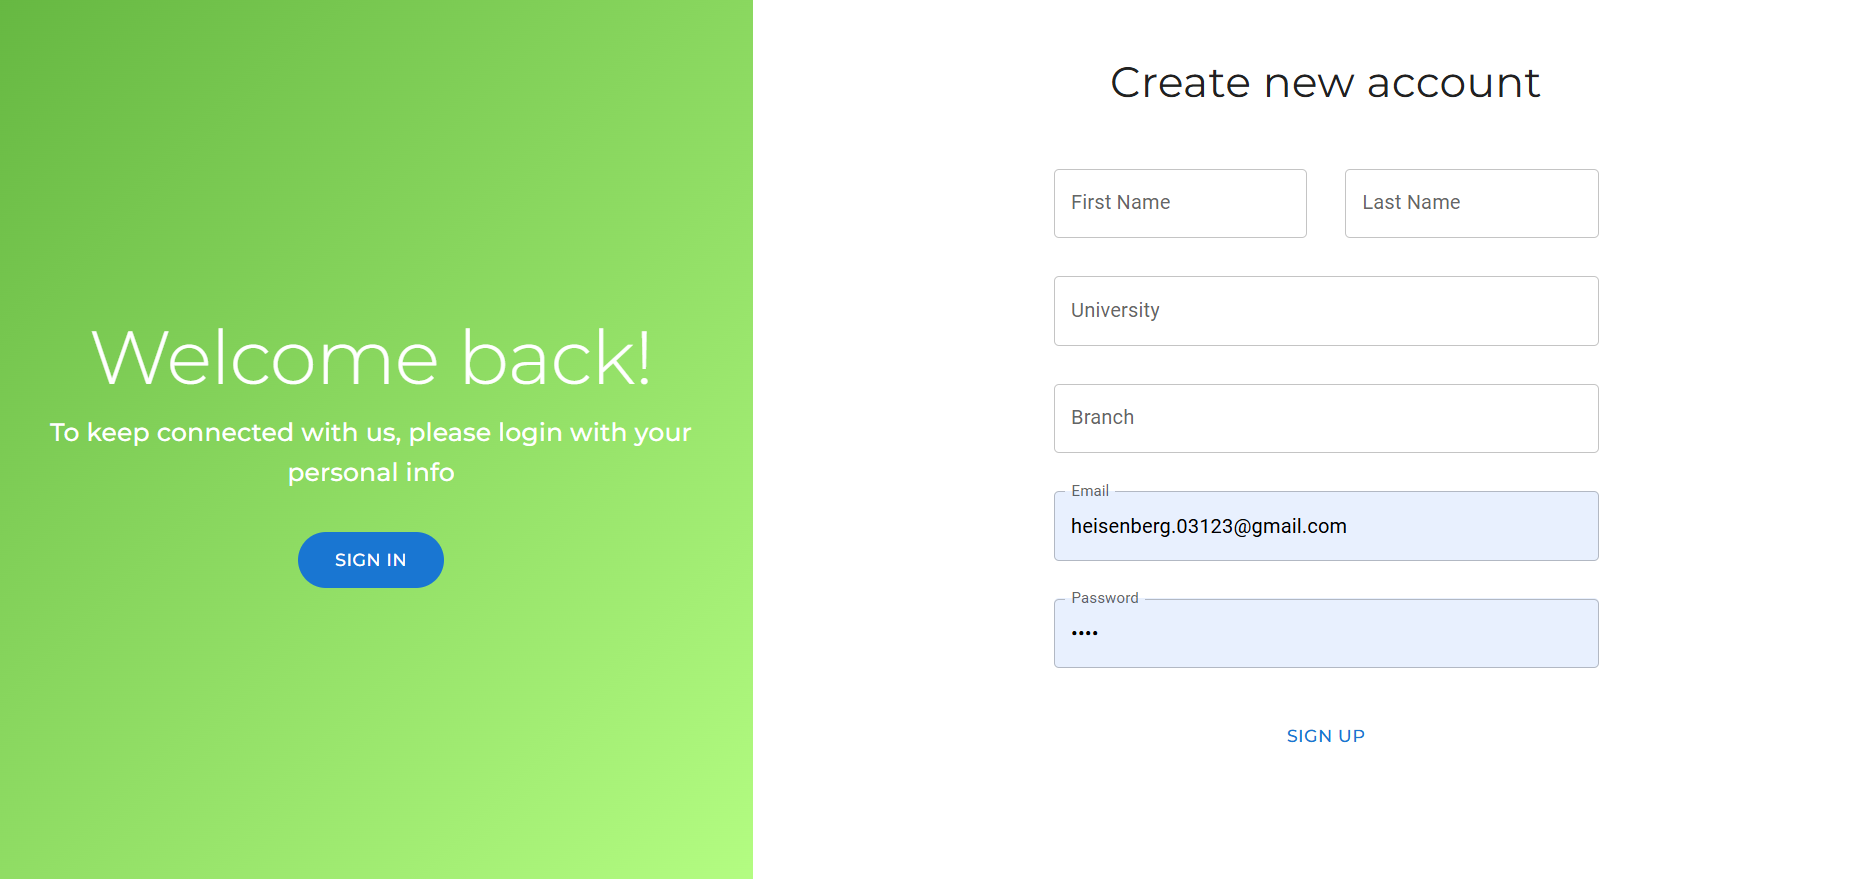 Welcome back!
To keep connected with us, please login with your
personal info
SIGN IN
Create new account
First Name
Last Name
University
Branch
Email
heisenberg.03123@gmail.com
Password
••••
SIGN UP